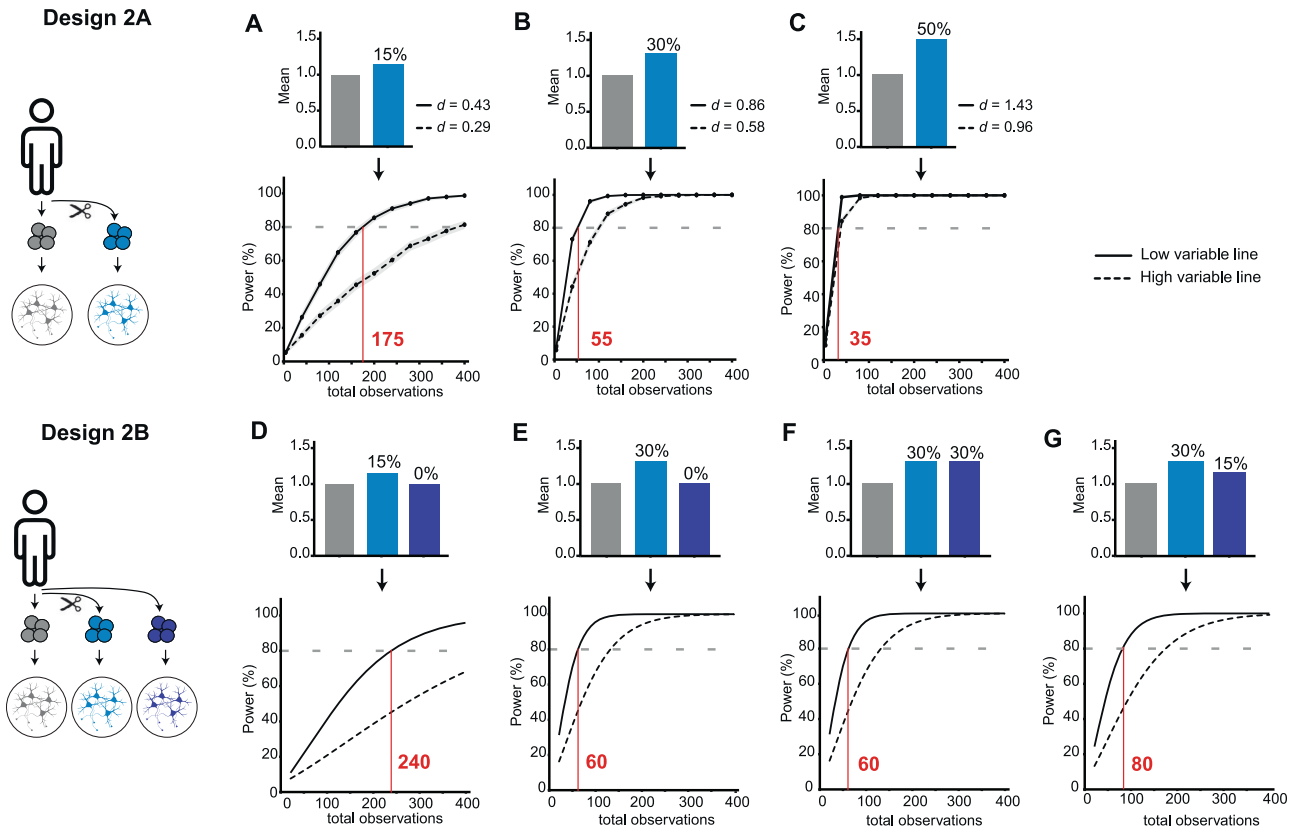 Design 2A
A
1.5
1.0
0.5
0.0
Mean
15%
d = 0.43
d = 0.29
100
80
60
40
20
0
Power (%)
175
0 100 200 300 400
total observations
B
1.5
1.0
0.5
0.0
Mean
30%
d = 0.86
d = 0.58
100
80
60
40
20
0
Power (%)
55
0 100 200 300 400
total observations
C
1.5
1.0
0.5
0.0
Mean
50%
d = 1.43
d = 0.96
100
80
60
40
20
0
Power (%)
35
0 100 200 300 400
total observations
Low variable line
High variable line
Design 2B
D
1.5
1.0
0.5
0.0
Mean
15%
0%
100
80
60
40
20
0
Power (%)
240
0 100 200 300 400
total observations
E
1.5
1.0
0.5
0.0
Mean
30%
0%
100
80
60
40
20
0
Power (%)
60
0 100 200 300 400
total observations
F
1.5
1.0
0.5
0.0
Mean
30% 30%
100
80
60
40
20
0
Power (%)
60
0 100 200 300 400
total observations
G
1.5
1.0
0.5
0.0
Mean
30%
15%
100
80
60
40
20
0
Power (%)
80
0 100 200 300 400
total observations